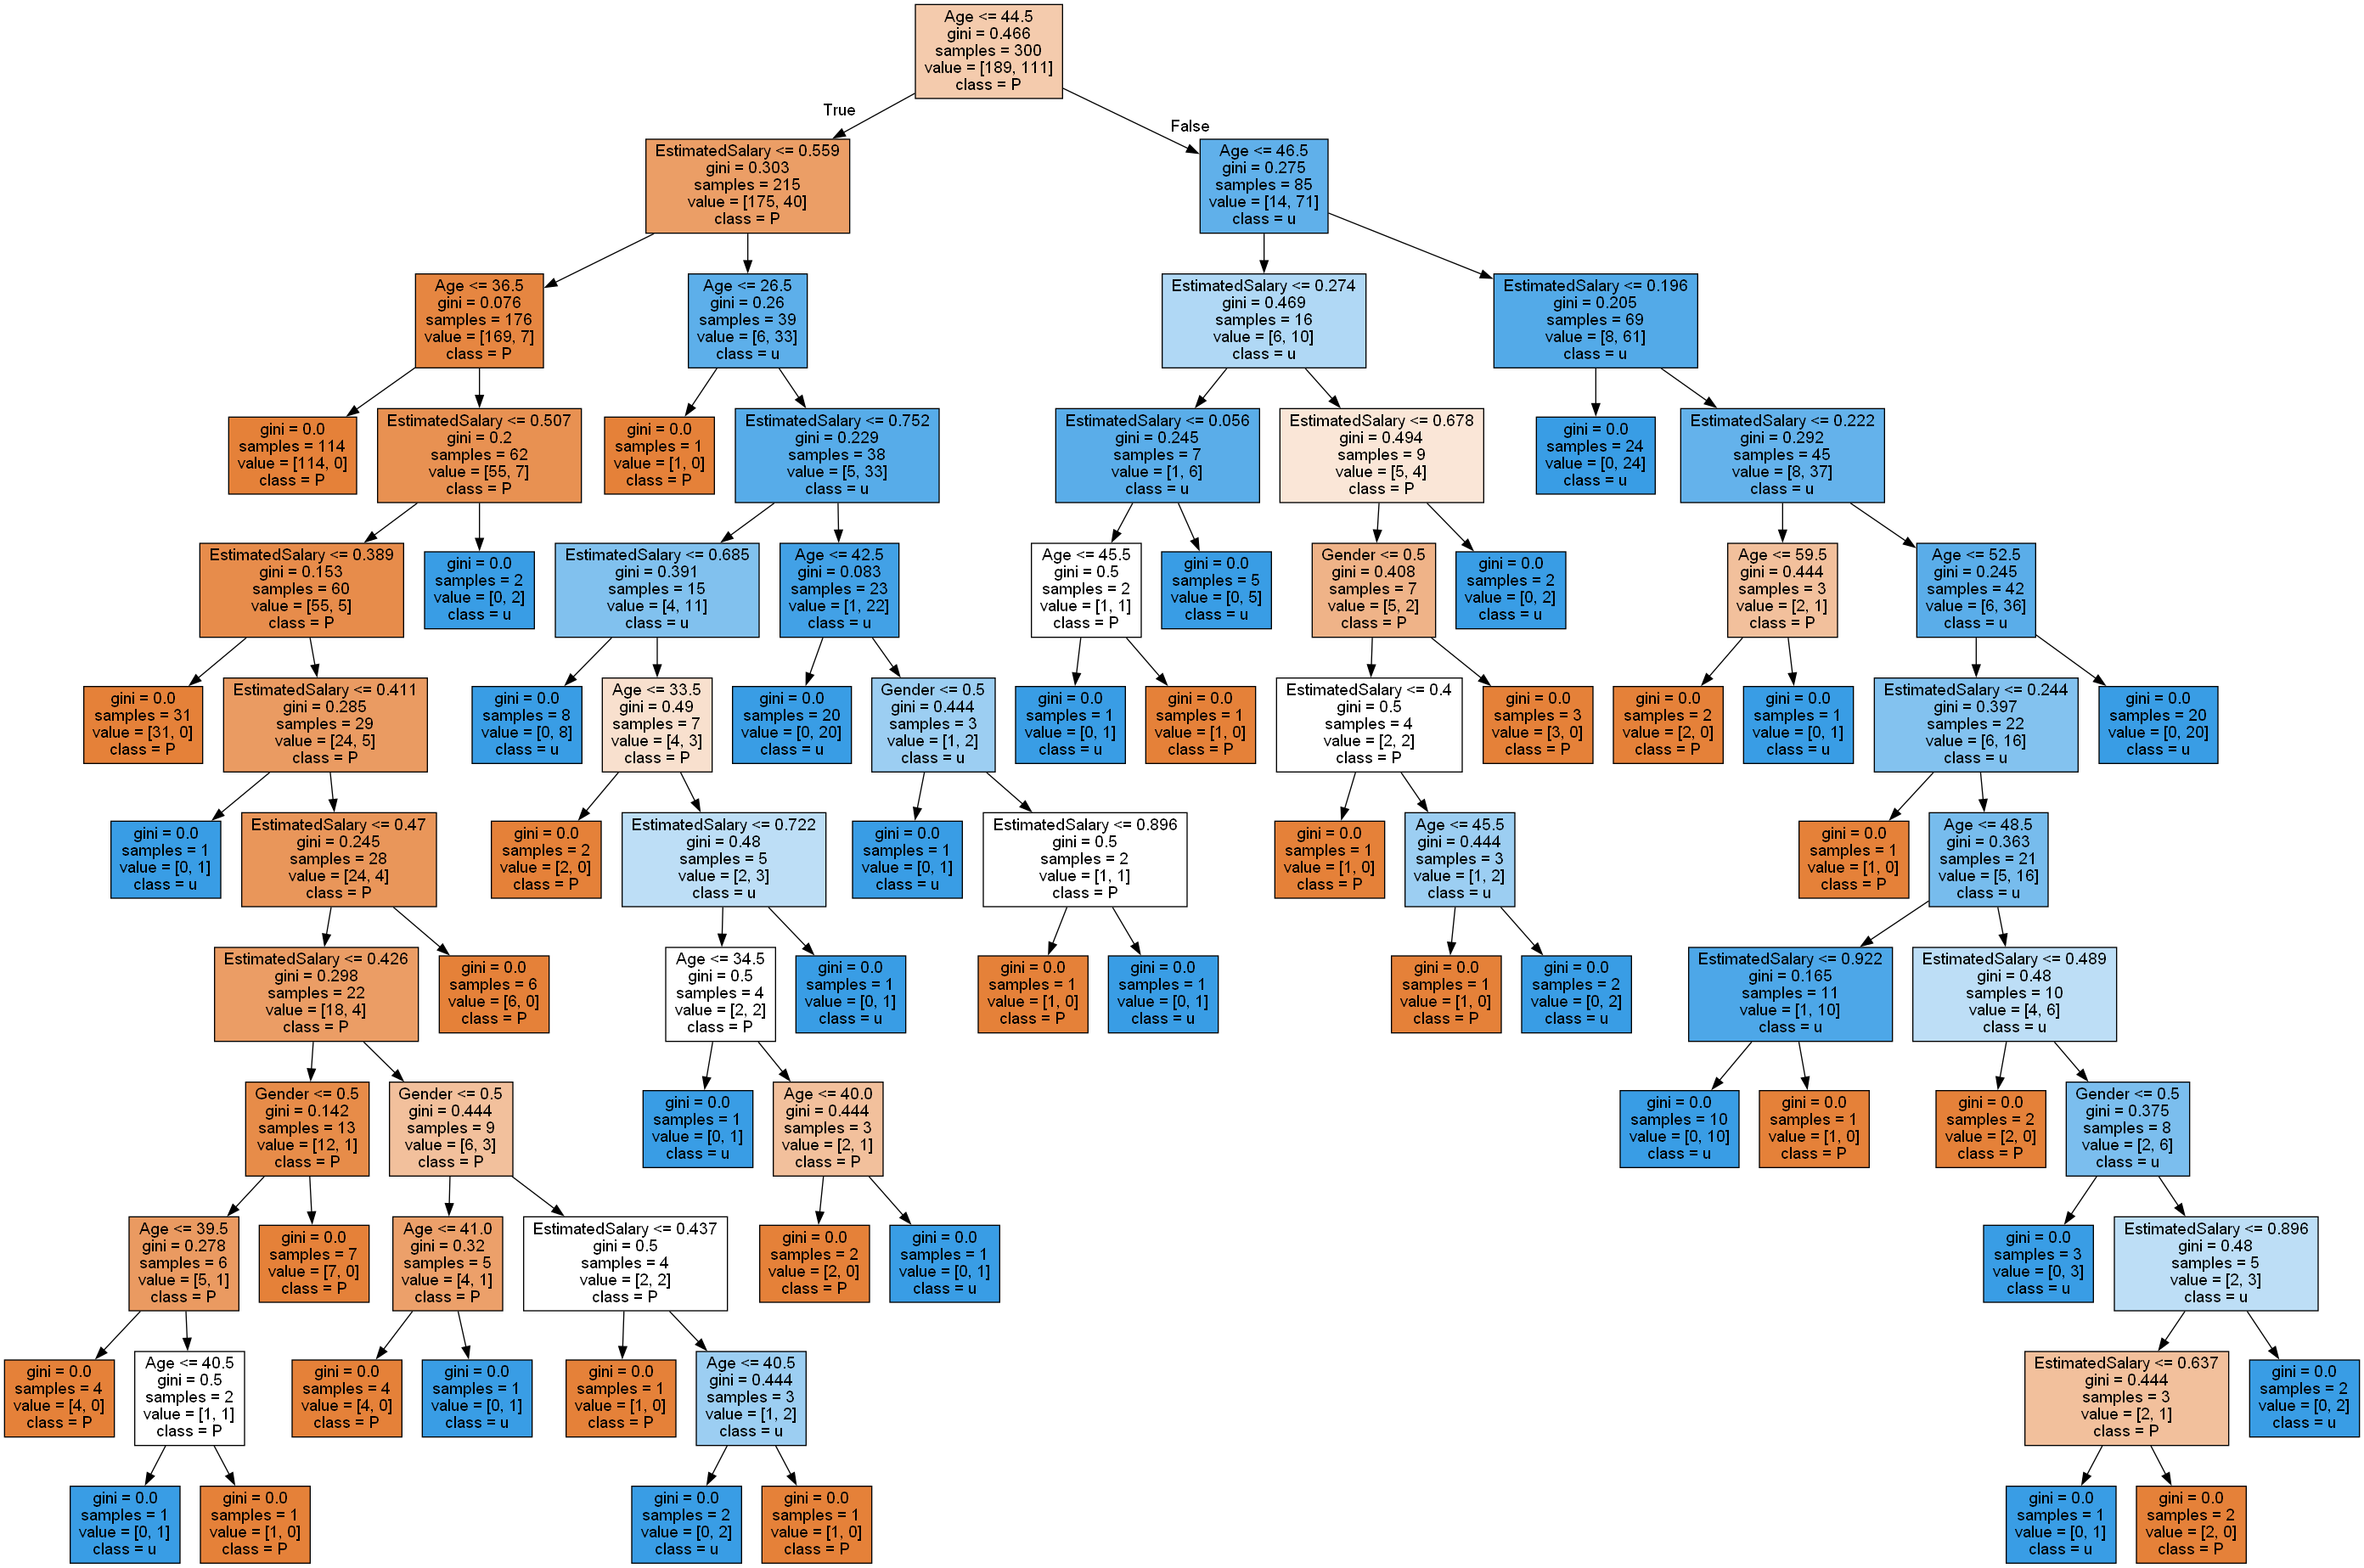 Age <= 44.5
gini = 0.466
samples = 300
value = [189, 111]
class = P
True
False
EstimatedSalary <= 0.559
gini = 0.303
samples = 215
value = [175, 40]
class = P
Age <= 46.5
gini = 0.275
samples = 85
value = [14, 71]
class = u
Age <= 36.5
gini = 0.076
samples = 176
value = [169, 7]
class = P
Age <= 26.5
gini = 0.26
samples = 39
value = [6, 33]
class = u
EstimatedSalary <= 0.274
gini = 0.469
samples = 16
value = [6, 10]
class = u
EstimatedSalary <= 0.196
gini = 0.205
samples = 69
value = [8, 61]
class = u
gini = 0.0
samples = 114
value = [114, 0]
class = P
EstimatedSalary <= 0.507
gini = 0.2
samples = 62
value = [55, 7]
class = P
gini = 0.0
samples = 1
value = [1, 0]
class = P
EstimatedSalary <= 0.752
gini = 0.229
samples = 38
value = [5, 33]
class = u
EstimatedSalary <= 0.056
gini = 0.245
samples = 7
value = [1, 6]
class = u
EstimatedSalary <= 0.678
gini = 0.494
samples = 9
value = [5, 4]
class = P
gini = 0.0
samples = 24
value = [0, 24]
class = u
EstimatedSalary <= 0.222
gini = 0.292
samples = 45
value = [8, 37]
class = u
EstimatedSalary <= 0.389
gini = 0.153
samples = 60
value = [55, 5]
class = P
gini = 0.0
samples = 2
value = [0, 2]
class = u
EstimatedSalary <= 0.685
gini = 0.391
samples = 15
value = [4, 11]
class = u
Age <= 42.5
gini = 0.083
samples = 23
value = [1, 22]
class = u
Age <= 45.5
gini = 0.5
samples = 2
value = [1, 1]
class = P
gini = 0.0
samples = 5
value = [0, 5]
class = u
Gender <= 0.5
gini = 0.408
samples = 7
value = [5, 2]
class = P
gini = 0.0
samples = 2
value = [0, 2]
class = u
Age <= 59.5
gini = 0.444
samples = 3
value = [2, 1]
class = P
Age <= 52.5
gini = 0.245
samples = 42
value = [6, 36]
class = u
gini = 0.0
samples = 31
value = [31, 0]
class = P
EstimatedSalary <= 0.411
gini = 0.285
samples = 29
value = [24, 5]
class = P
gini = 0.0
samples = 8
value = [0, 8]
class = u
Age <= 33.5
gini = 0.49
samples = 7
value = [4, 3]
class = P
gini = 0.0
samples = 20
value = [0, 20]
class = u
Gender <= 0.5
gini = 0.444
samples = 3
value = [1, 2]
class = u
gini = 0.0
samples = 1
value = [0, 1]
class = u
gini = 0.0
samples = 1
value = [1, 0]
class = P
EstimatedSalary <= 0.4
gini = 0.5
samples = 4
value = [2, 2]
class = P
gini = 0.0
samples = 3
value = [3, 0]
class = P
gini = 0.0
samples = 2
value = [2, 0]
class = P
gini = 0.0
samples = 1
value = [0, 1]
class = u
EstimatedSalary <= 0.244
gini = 0.397
samples = 22
value = [6, 16]
class = u
gini = 0.0
samples = 20
value = [0, 20]
class = u
gini = 0.0
samples = 1
value = [0, 1]
class = u
EstimatedSalary <= 0.47
gini = 0.245
samples = 28
value = [24, 4]
class = P
gini = 0.0
samples = 2
value = [2, 0]
class = P
EstimatedSalary <= 0.722
gini = 0.48
samples = 5
value = [2, 3]
class = u
gini = 0.0
samples = 1
value = [0, 1]
class = u
EstimatedSalary <= 0.896
gini = 0.5
samples = 2
value = [1, 1]
class = P
gini = 0.0
samples = 1
value = [1, 0]
class = P
Age <= 45.5
gini = 0.444
samples = 3
value = [1, 2]
class = u
gini = 0.0
samples = 1
value = [1, 0]
class = P
Age <= 48.5
gini = 0.363
samples = 21
value = [5, 16]
class = u
EstimatedSalary <= 0.426
gini = 0.298
samples = 22
value = [18, 4]
class = P
gini = 0.0
samples = 6
value = [6, 0]
class = P
Age <= 34.5
gini = 0.5
samples = 4
value = [2, 2]
class = P
gini = 0.0
samples = 1
value = [0, 1]
class = u
gini = 0.0
samples = 1
value = [1, 0]
class = P
gini = 0.0
samples = 1
value = [0, 1]
class = u
gini = 0.0
samples = 1
value = [1, 0]
class = P
gini = 0.0
samples = 2
value = [0, 2]
class = u
EstimatedSalary <= 0.922
gini = 0.165
samples = 11
value = [1, 10]
class = u
EstimatedSalary <= 0.489
gini = 0.48
samples = 10
value = [4, 6]
class = u
Gender <= 0.5
gini = 0.142
samples = 13
value = [12, 1]
class = P
Gender <= 0.5
gini = 0.444
samples = 9
value = [6, 3]
class = P
gini = 0.0
samples = 1
value = [0, 1]
class = u
Age <= 40.0
gini = 0.444
samples = 3
value = [2, 1]
class = P
gini = 0.0
samples = 10
value = [0, 10]
class = u
gini = 0.0
samples = 1
value = [1, 0]
class = P
gini = 0.0
samples = 2
value = [2, 0]
class = P
Gender <= 0.5
gini = 0.375
samples = 8
value = [2, 6]
class = u
Age <= 39.5
gini = 0.278
samples = 6
value = [5, 1]
class = P
gini = 0.0
samples = 7
value = [7, 0]
class = P
Age <= 41.0
gini = 0.32
samples = 5
value = [4, 1]
class = P
EstimatedSalary <= 0.437
gini = 0.5
samples = 4
value = [2, 2]
class = P
gini = 0.0
samples = 2
value = [2, 0]
class = P
gini = 0.0
samples = 1
value = [0, 1]
class = u
gini = 0.0
samples = 3
value = [0, 3]
class = u
EstimatedSalary <= 0.896
gini = 0.48
samples = 5
value = [2, 3]
class = u
gini = 0.0
samples = 4
value = [4, 0]
class = P
Age <= 40.5
gini = 0.5
samples = 2
value = [1, 1]
class = P
gini = 0.0
samples = 4
value = [4, 0]
class = P
gini = 0.0
samples = 1
value = [0, 1]
class = u
gini = 0.0
samples = 1
value = [1, 0]
class = P
Age <= 40.5
gini = 0.444
samples = 3
value = [1, 2]
class = u
EstimatedSalary <= 0.637
gini = 0.444
samples = 3
value = [2, 1]
class = P
gini = 0.0
samples = 2
value = [0, 2]
class = u
gini = 0.0
samples = 1
value = [0, 1]
class = u
gini = 0.0
samples = 1
value = [1, 0]
class = P
gini = 0.0
samples = 2
value = [0, 2]
class = u
gini = 0.0
samples = 1
value = [1, 0]
class = P
gini = 0.0
samples = 1
value = [0, 1]
class = u
gini = 0.0
samples = 2
value = [2, 0]
class = P